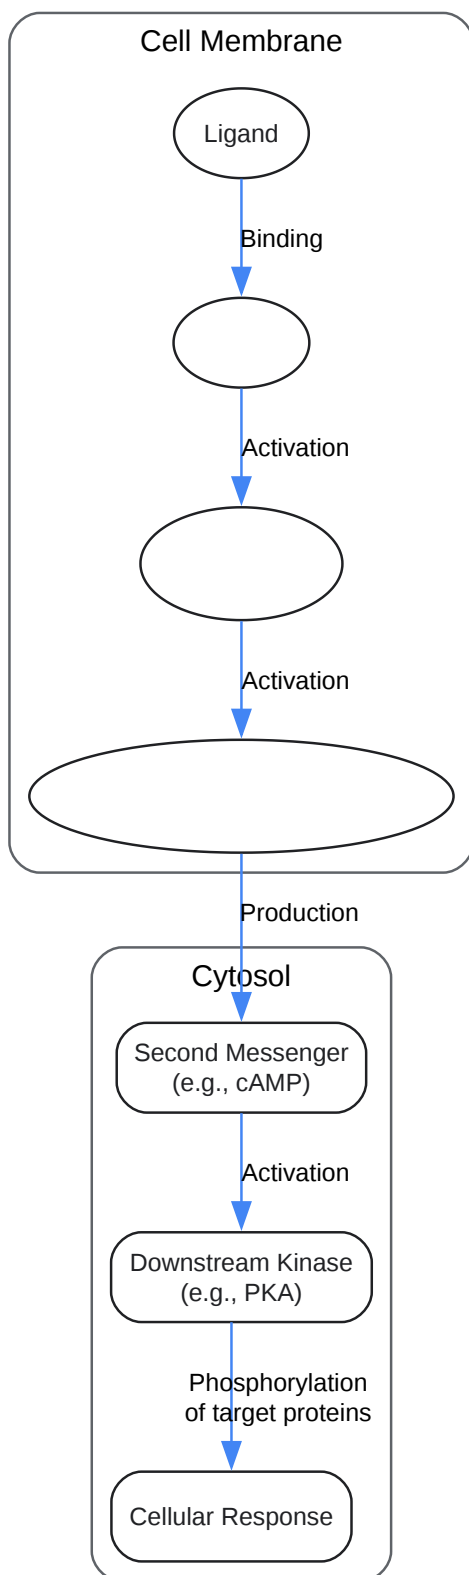 Cell Membrane
Ligand
Binding
Activation
Activation
Production
Cytosol
Second Messenger
(e.g., cAMP)
Activation
Downstream Kinase
(e.g., PKA)
Phosphorylation
of target proteins
Cellular Response